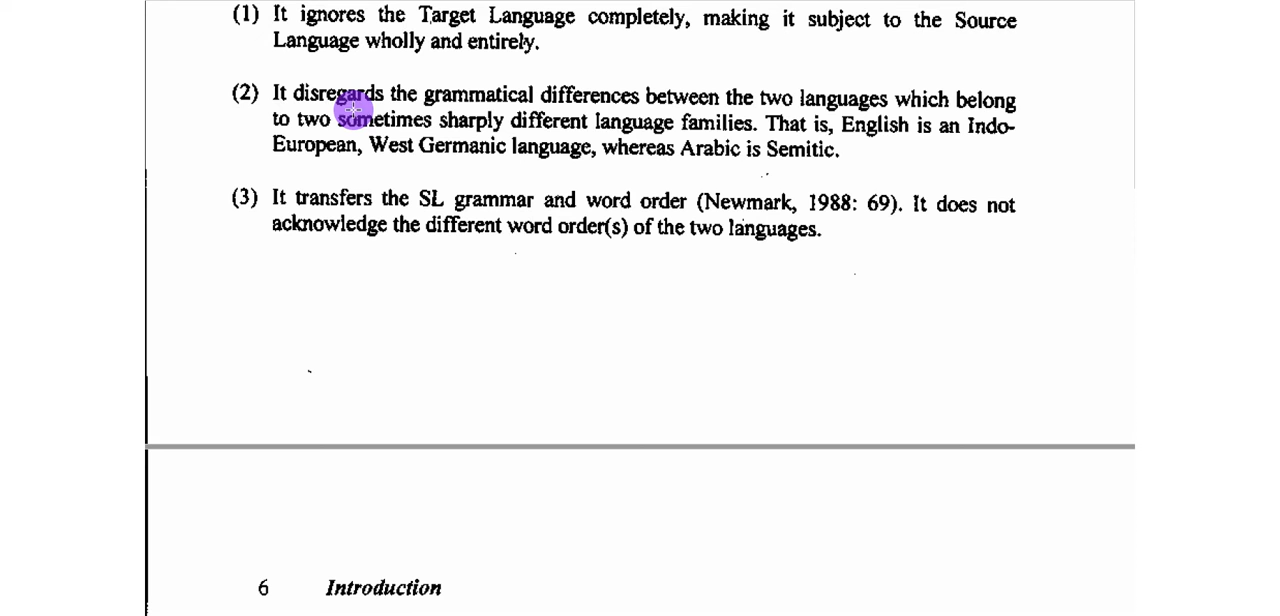 (1) It ignores the Target Language completely, making it subject to the Source
Language wholly and entirely.
(2) It disregards the grammatical differences between the two languages which belong
to two sometimes sharply different language families. That is, English is an Indo-
European, West Germanic language, whereas Arabic is Semitic.
(3) It transfers the SL grammar and word order (Newmark, 1988: 69). It does not
acknowledge the different word order(s) of the two languages.
6 Introduction